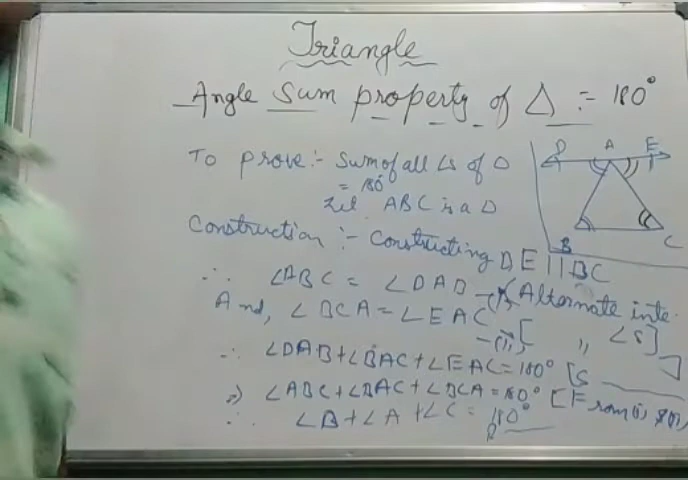 Triangle
Angle Sum property of Δ :- 180°
To prove :- Sum of all ∠s of Δ
= 180°
Let ABC is a Δ
Construction :- Constructing DE || BC
∴ ∠ABC = ∠DAB -(i) [Alternate inte.
And, ∠BCA = ∠EAC -(ii) [ " ∠s]
∴ ∠DAB + ∠BAC + ∠EAC = 180° [S ]
⇒ ∠ABC + ∠BAC + ∠BCA = 180° [From (i) & (ii)
∴ ∠B + ∠A + ∠C = 180°
D A E
B C